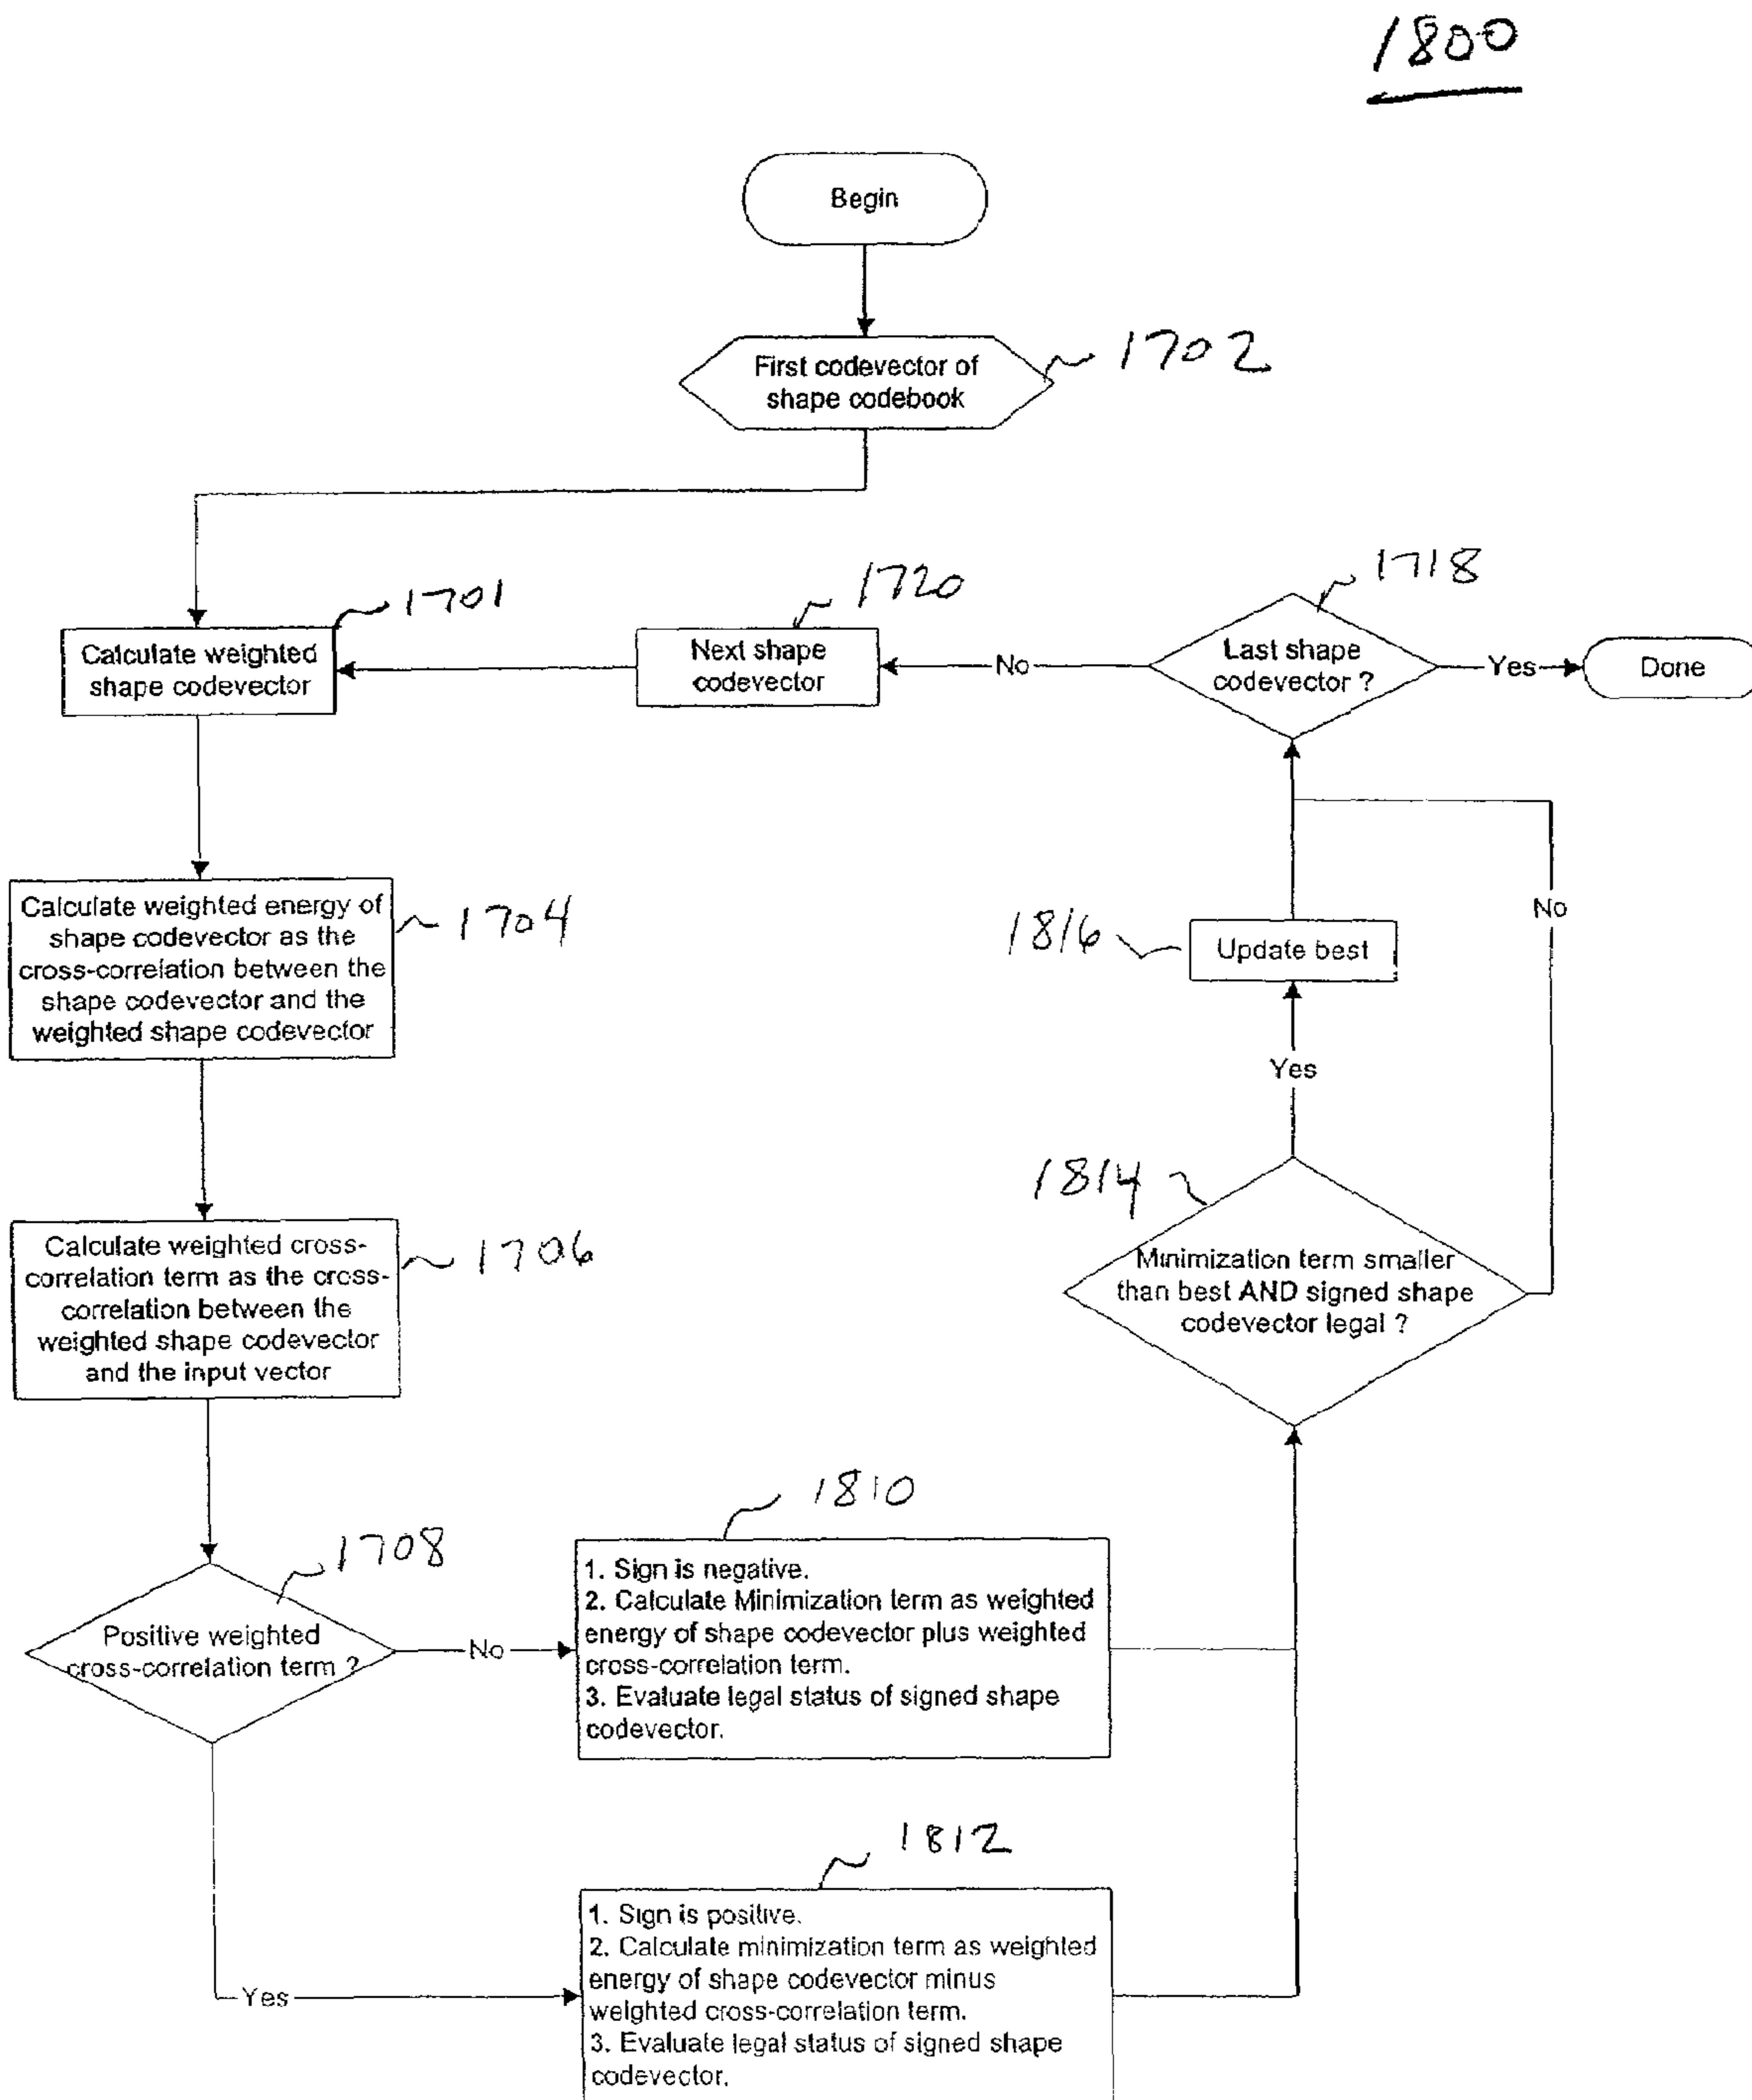 1800
Begin
First codevector of
shape codebook
1702
1701
Calculate weighted
shape codevector
1720
Next shape
codevector
No
1718
Last shape
codevector ?
Yes
Done
Calculate weighted energy of
shape codevector as the
cross-correlation between the
shape codevector and the
weighted shape codevector
1704
1816
Update best
No
Yes
1814
Minimization term smaller
than best AND signed shape
codevector legal ?
Calculate weighted cross-
correlation term as the cross-
correlation between the
weighted shape codevector
and the input vector
1706
1708
Positive weighted
cross-correlation term ?
No
1810
1. Sign is negative.
2. Calculate Minimization term as weighted
energy of shape codevector plus weighted
cross-correlation term.
3. Evaluate legal status of signed shape
codevector.
Yes
1812
1. Sign is positive.
2. Calculate minimization term as weighted
energy of shape codevector minus
weighted cross-correlation term.
3. Evaluate legal status of signed shape
codevector.